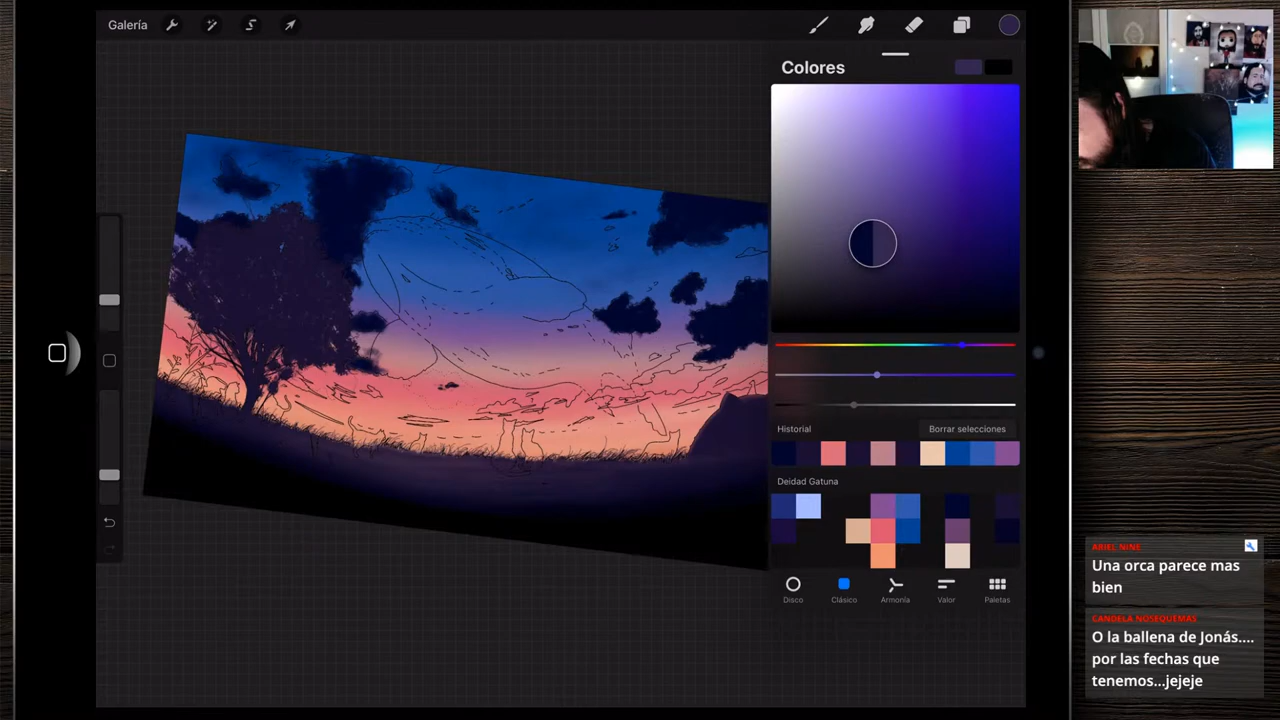 Galería
Colores
Historial
Borrar selecciones
Deidad Gatuna
Disco
Clásico
Armonía
Valor
Paletas
ARIEL NINE
Una orca parece mas
bien
CANDELA NOSEQUEMAS
O la ballena de Jonás....
por las fechas que
tenemos...jejeje